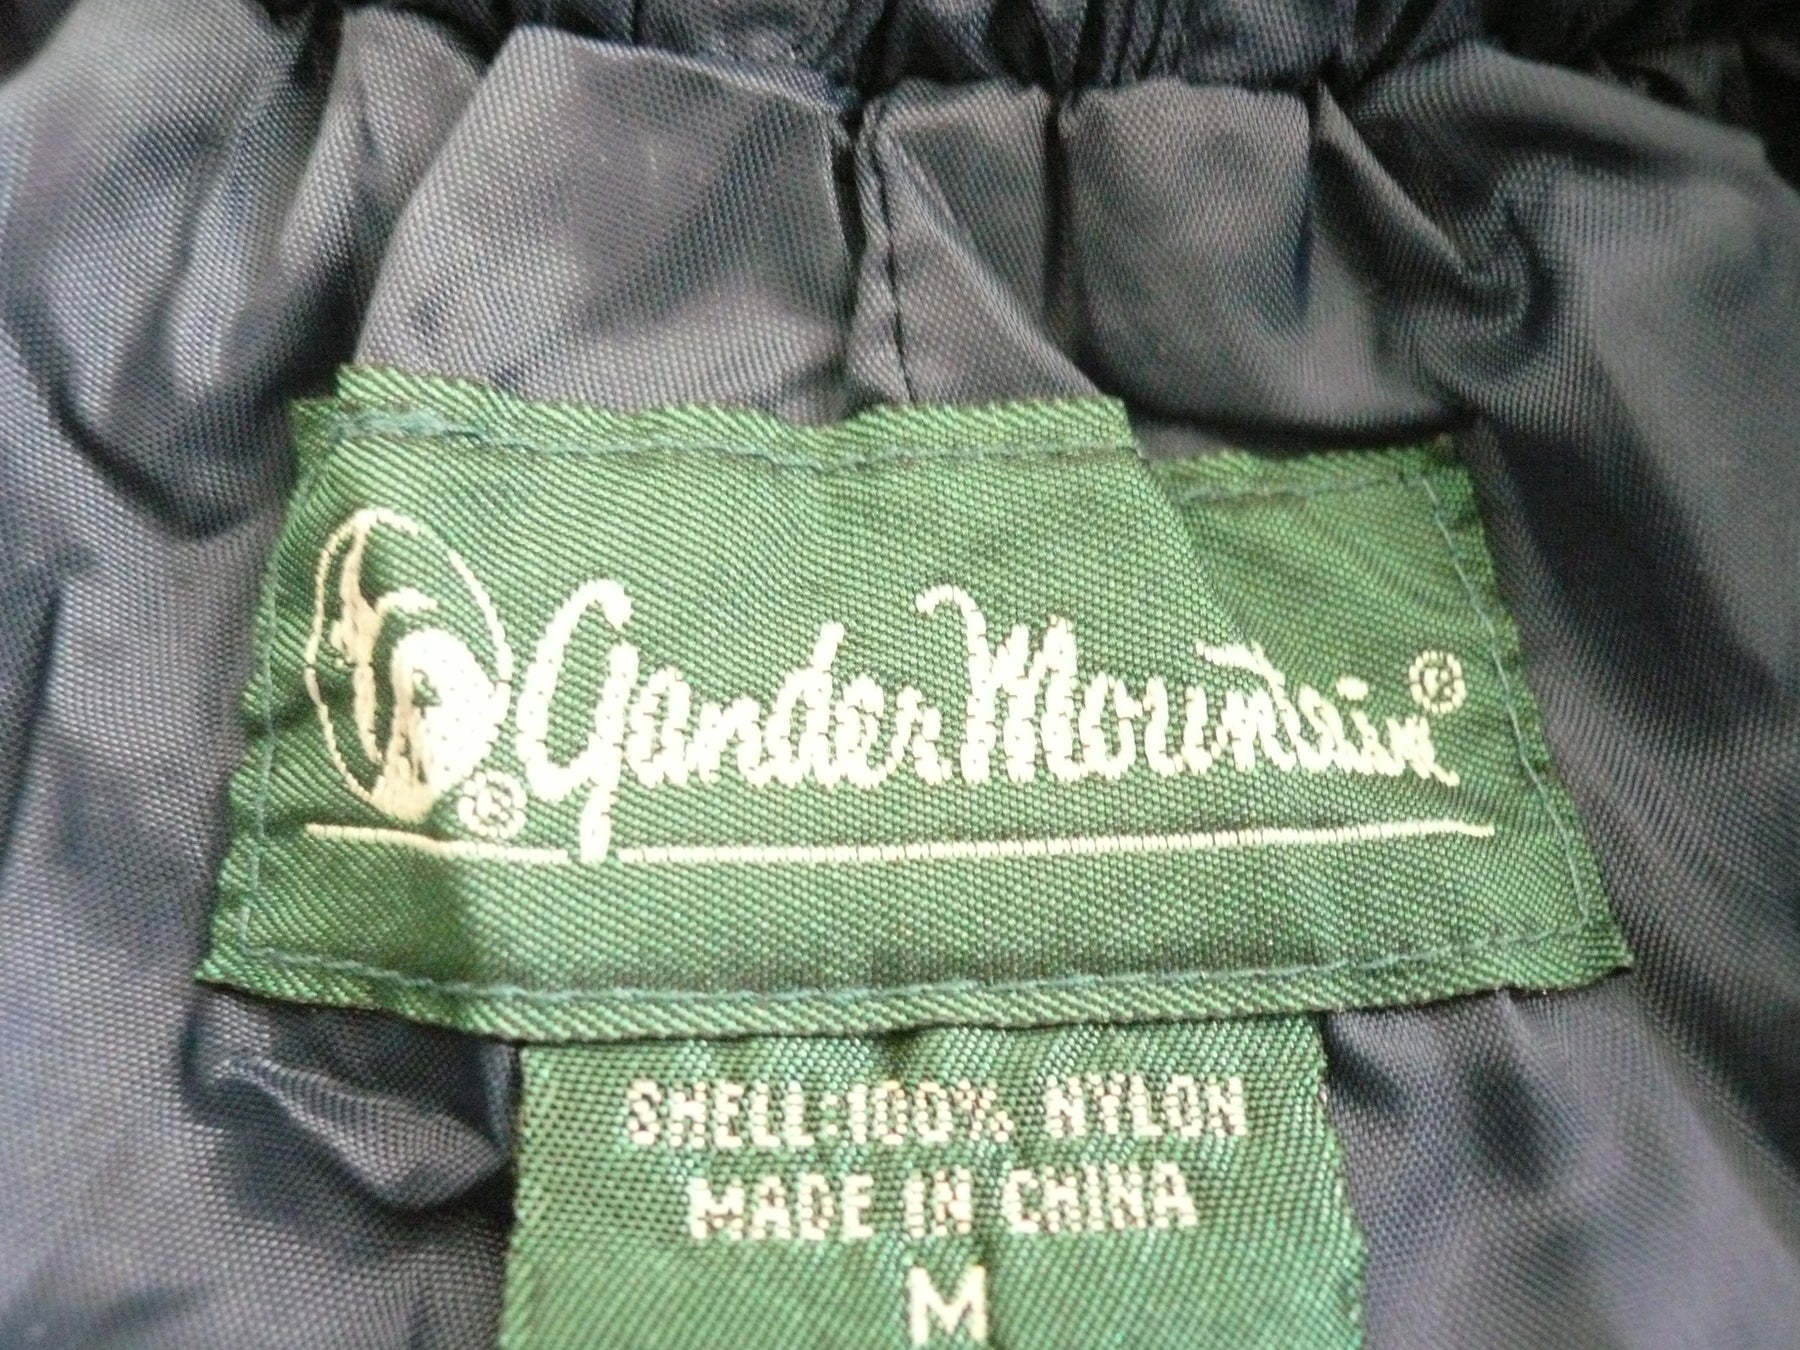 Gander Mountain®
®
SHELL:100% NYLON
MADE IN CHINA
M